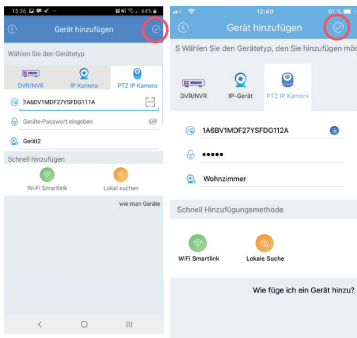 15:36
64%
Gerät hinzufügen
Wählen Sie den Gerätetyp
DVR/NVR
IP Kamera
PTZ IP Kamera
1A6BV1MDF27YSFDG111A
Geräte-Passwort eingeben
Gerät2
Schnell hinzufügen
Wi-Fi Smartlink
Lokal suchen
wie man Geräte
12:40
61 %
Gerät hinzufügen
S Wählen Sie den Gerätetyp, den Sie hinzufügen möc
DVR/NVR
IP-Gerät
PTZ IP Kamera
1A6BV1MDF27YSFDG112A
•••••
Wohnzimmer
Schnell Hinzufügungsmethode
WiFi Smartlink
Lokale Suche
Wie füge ich ein Gerät hinzu?